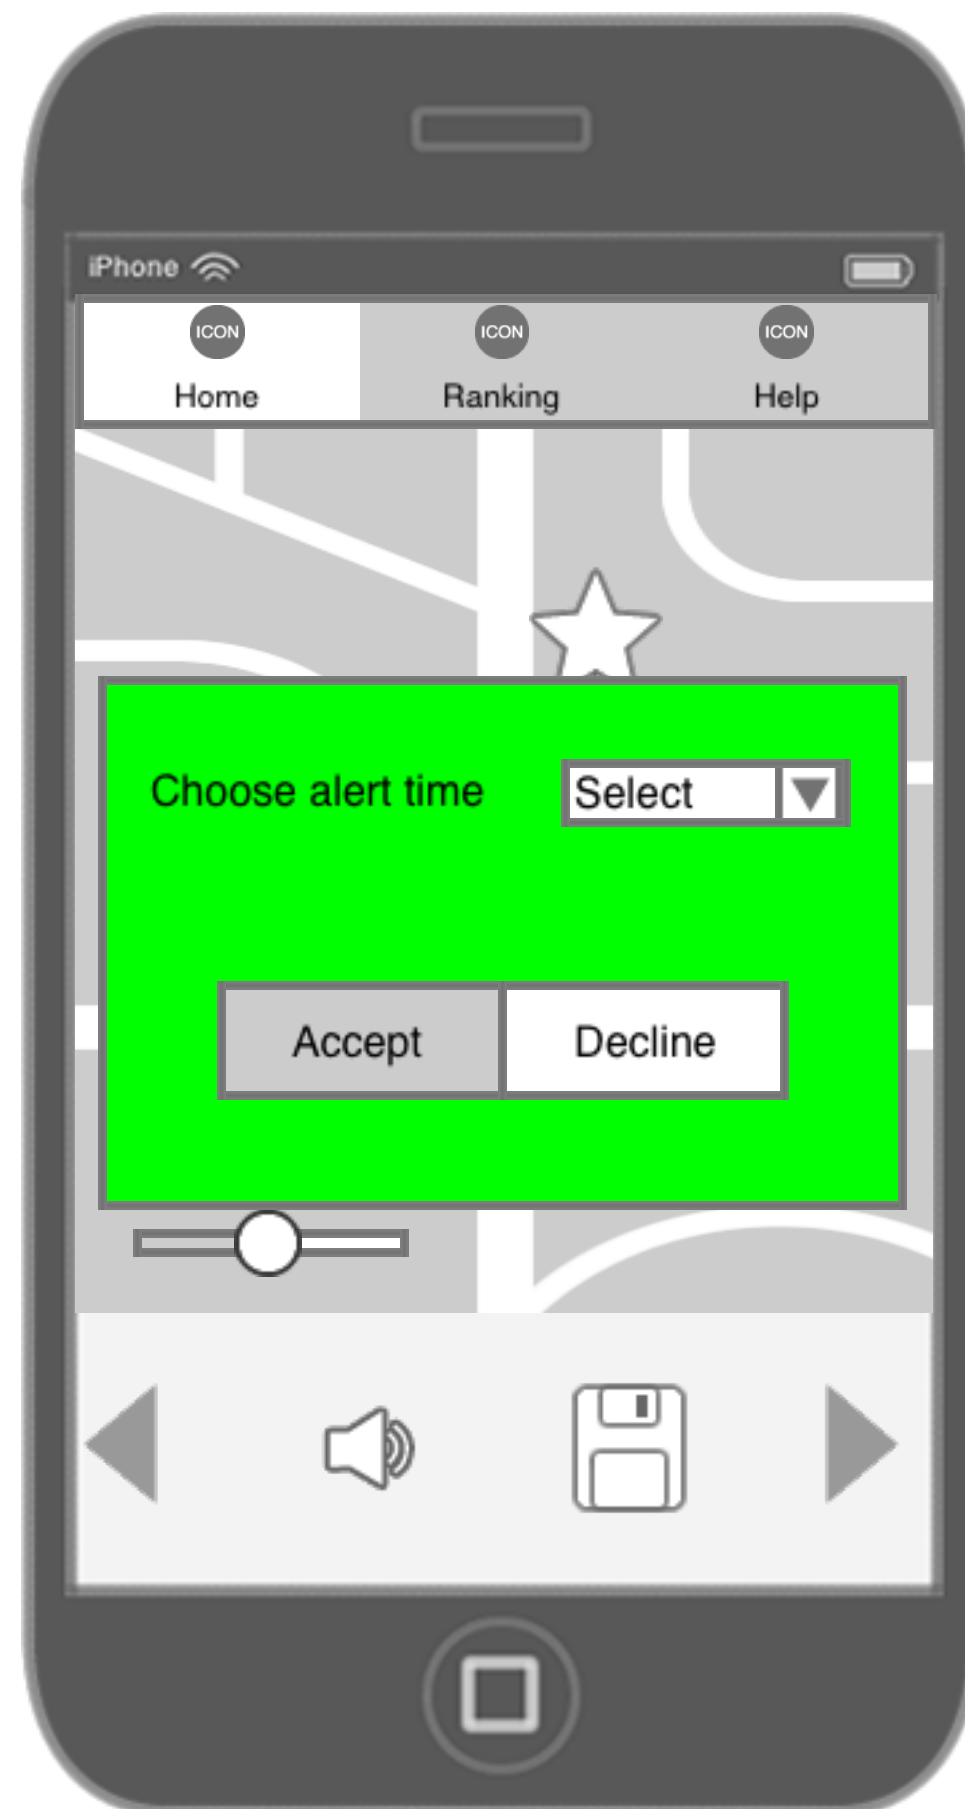 iPhone
ICON ICON ICON
Home Ranking Help
Choose alert time Select
Accept Decline